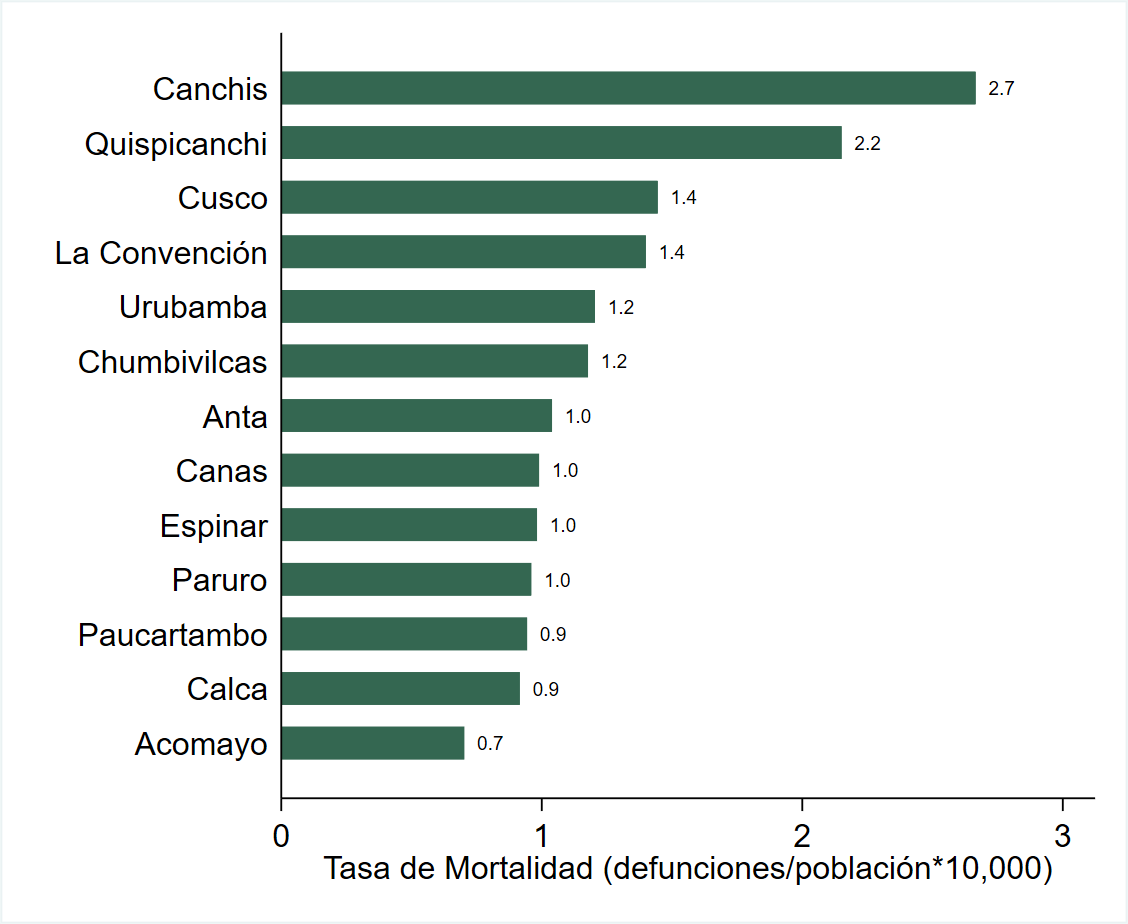 Canchis 2.7
Quispicanchi 2.2
Cusco 1.4
La Convención 1.4
Urubamba 1.2
Chumbivilcas 1.2
Anta 1.0
Canas 1.0
Espinar 1.0
Paruro 1.0
Paucartambo 0.9
Calca 0.9
Acomayo 0.7
0 1 2 3
Tasa de Mortalidad (defunciones/población*10,000)